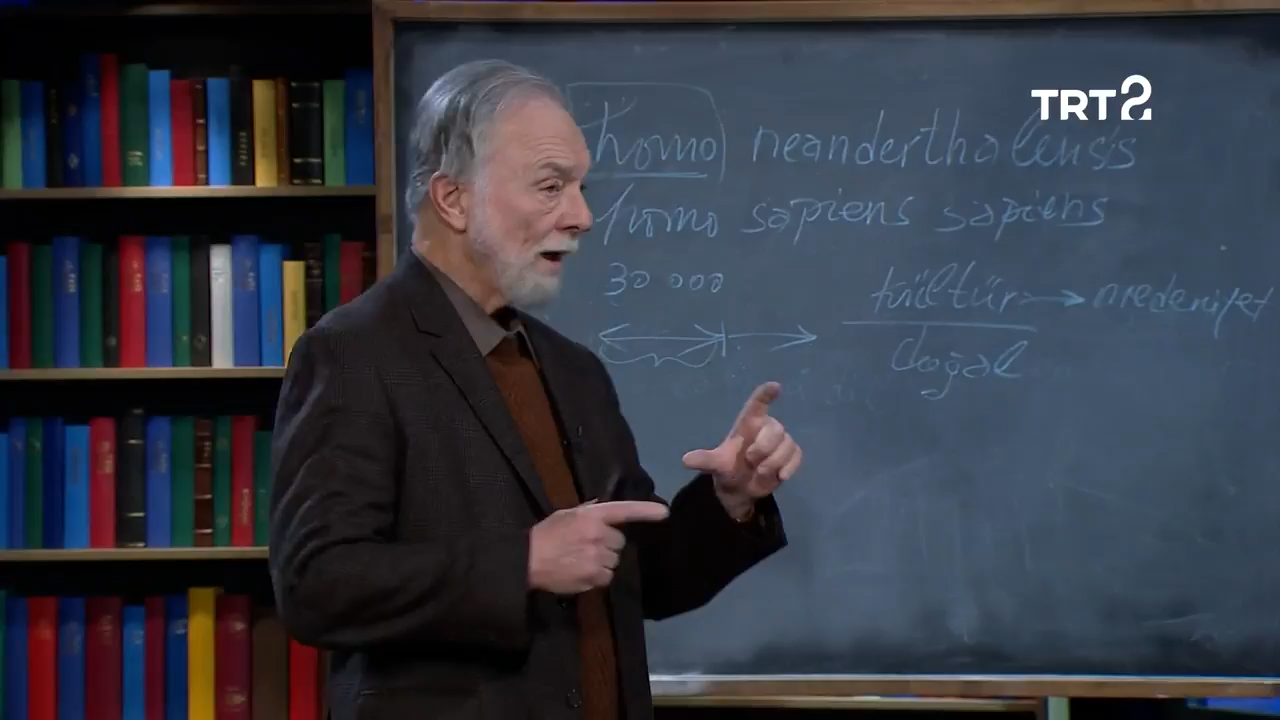 TRT2
homo neanderthalensis
homo sapiens sapiens
30 000
kültür → medeniyet
doğal